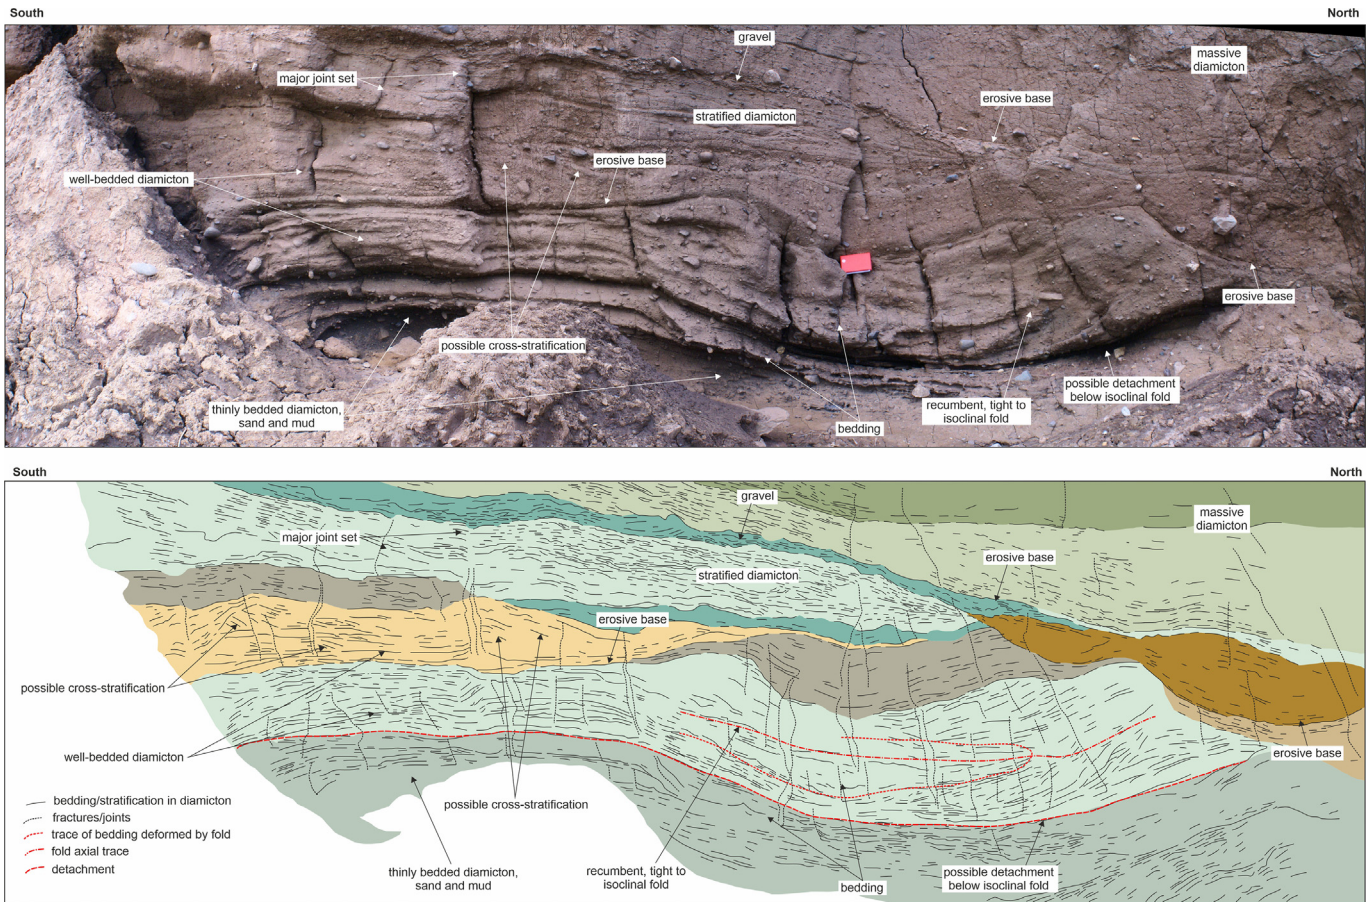 South
North
gravel
massive
diamicton
major joint set
erosive base
stratified diamicton
erosive base
well-bedded diamicton
erosive base
possible cross-stratification
possible detachment
below isoclinal fold
thinly bedded diamicton,
sand and mud
recumbent, tight to
isoclinal fold
bedding
South
North
gravel
massive
diamicton
major joint set
erosive base
stratified diamicton
erosive base
possible cross-stratification
erosive base
well-bedded diamicton
bedding/stratification in diamicton
fractures/joints
trace of bedding deformed by fold
fold axial trace
detachment
possible cross-stratification
thinly bedded diamicton,
sand and mud
recumbent, tight to
isoclinal fold
bedding
possible detachment
below isoclinal fold